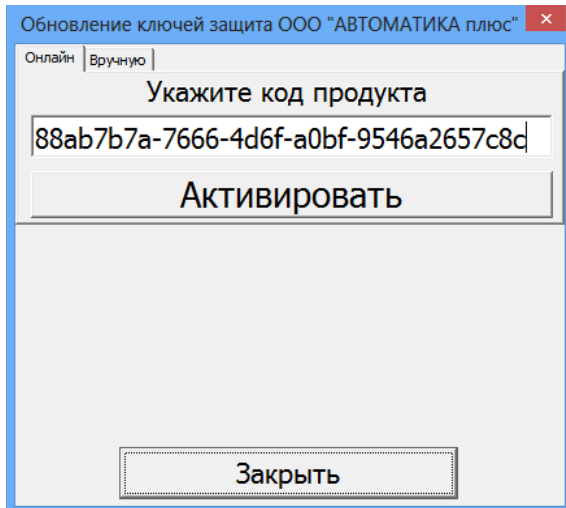 Обновление ключей защита ООО "АВТОМАТИКА плюс"
Онлайн Вручную
Укажите код продукта
88ab7b7a-7666-4d6f-a0bf-9546a2657c8c
Активировать
Закрыть